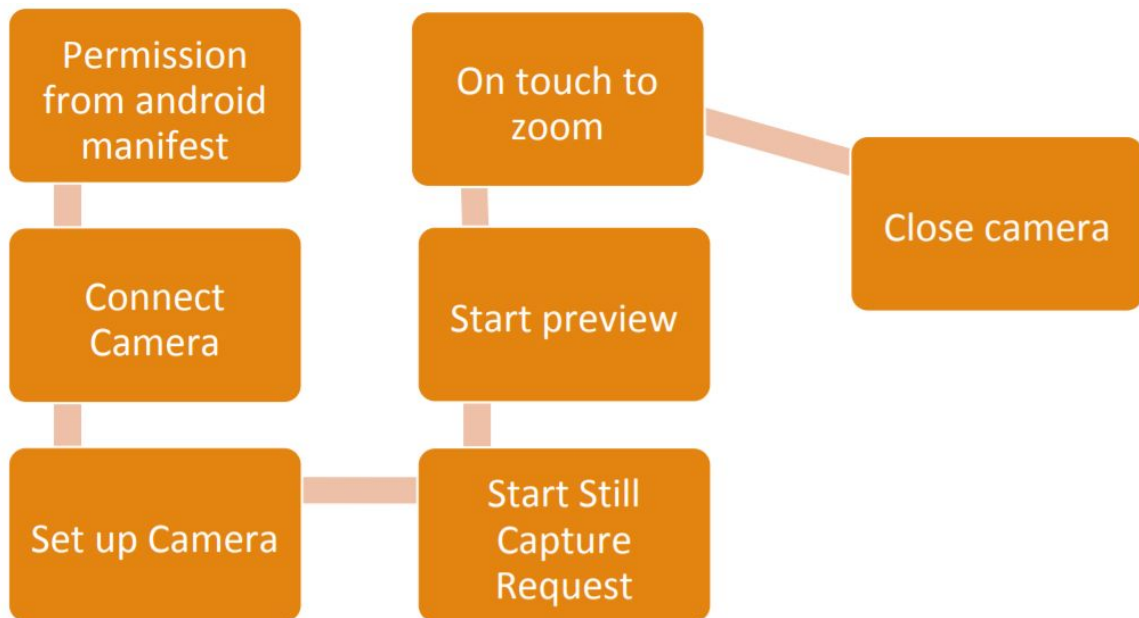 Permission
from android
manifest
Connect
Camera
Set up Camera
Start Still
Capture
Request
Start preview
On touch to
zoom
Close camera